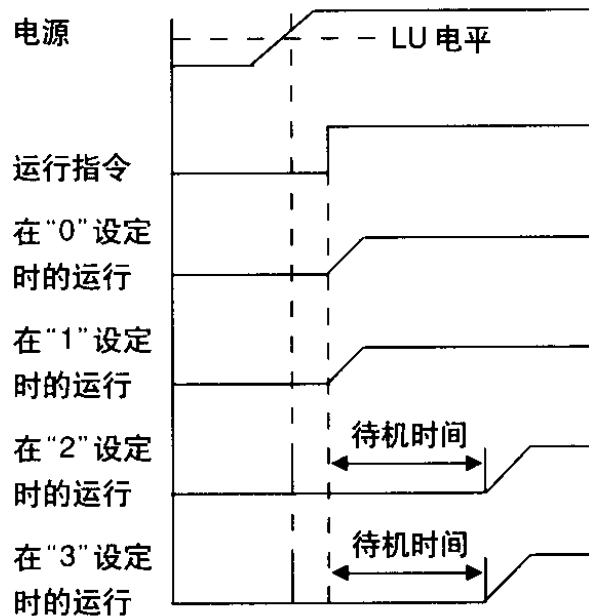 电源
LU 电平
运行指令
在“0”设定
时的运行
在“1”设定
时的运行
待机时间
在“2”设定
时的运行
待机时间
在“3”设定
时的运行